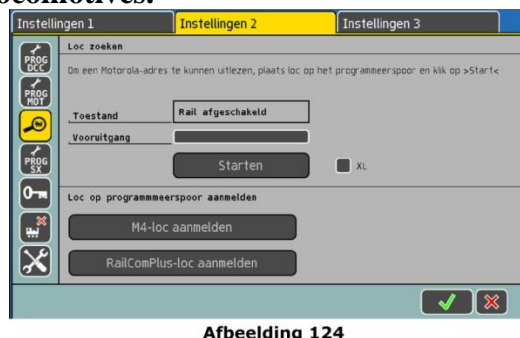 ocomotives.
Instellingen 1 Instellingen 2 Instellingen 3
Loc zoeken
Om een Motorola-adres te kunnen uitlezen, plaats loc op het programmeerspoor en klik op >Start<
PROG DCC
PROG MOT
Toestand Rail afgeschakeld
Vooruitgang
PROG SX
Starten XL
Loc op programmmeerspoor aanmelden
M4-loc aanmelden
RailComPlus-loc aanmelden
Afbeelding 124